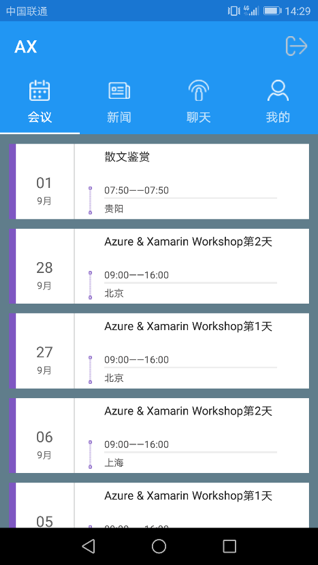 中国联通 46 14:29
AX
会议 新闻 聊天 我的
散文鉴赏
01
9月
07:50——07:50
贵阳
Azure & Xamarin Workshop第2天
28
9月
09:00——16:00
北京
Azure & Xamarin Workshop第1天
27
9月
09:00——16:00
北京
Azure & Xamarin Workshop第2天
06
9月
09:00——16:00
上海
Azure & Xamarin Workshop第1天
05
09:00——16:00